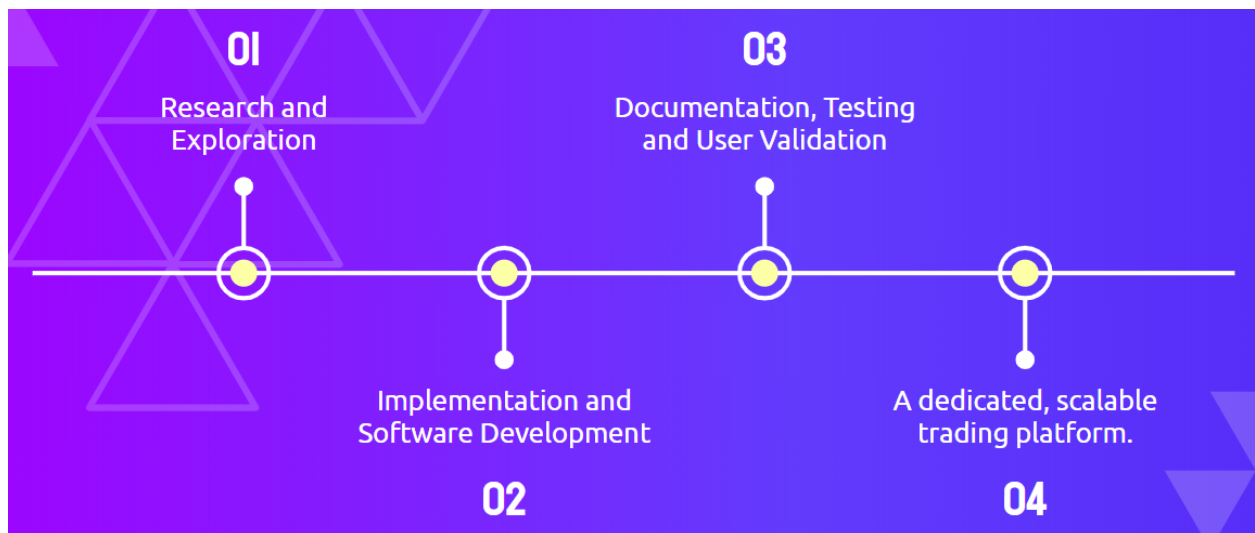 01
Research and
Exploration
Implementation and
Software Development
02
03
Documentation, Testing
and User Validation
A dedicated, scalable
trading platform.
04